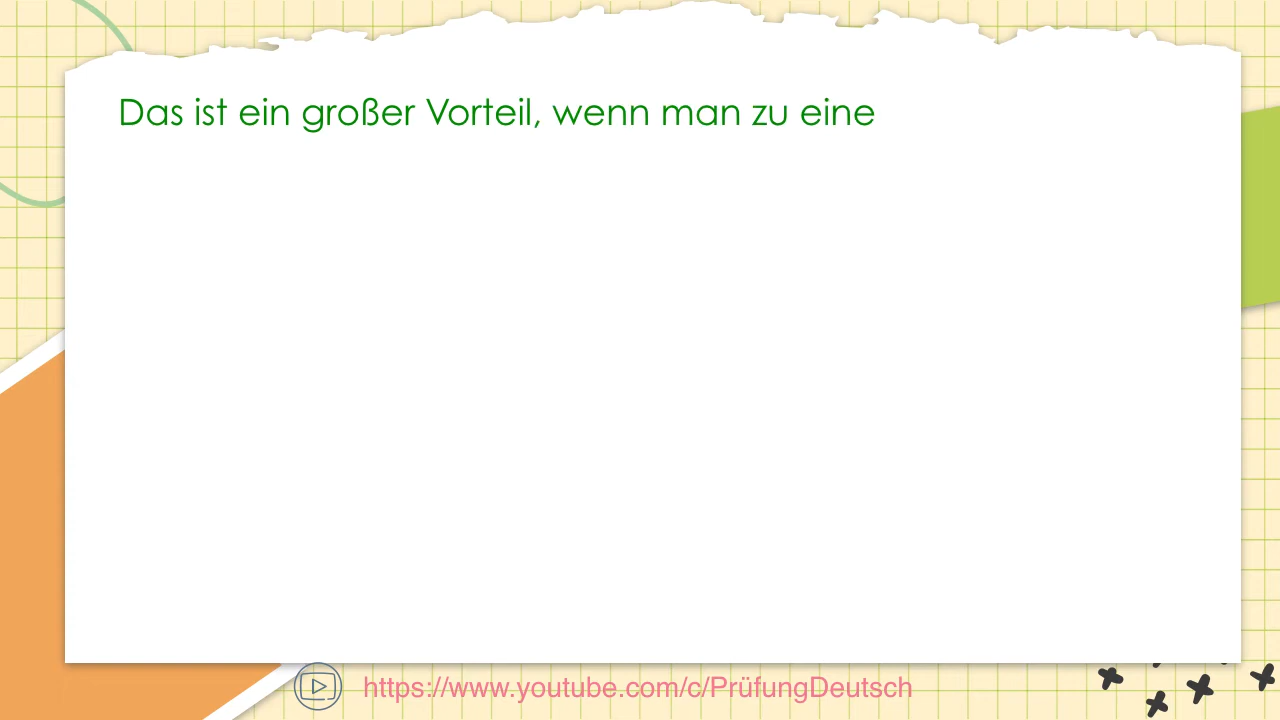 Das ist ein großer Vorteil, wenn man zu eine
https://www.youtube.com/c/PrüfungDeutsch